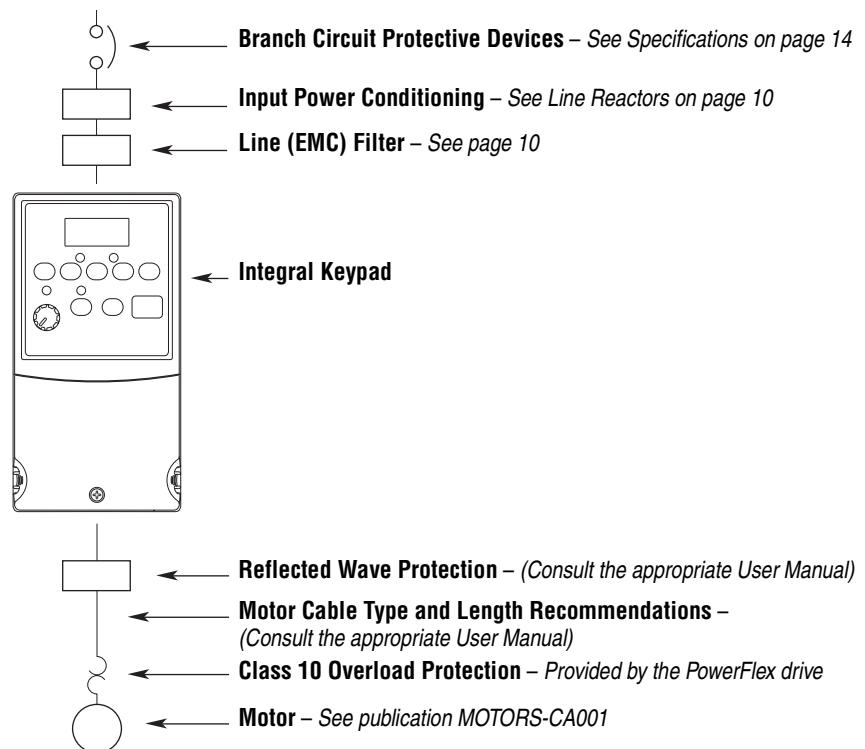 Branch Circuit Protective Devices – See Specifications on page 14
Input Power Conditioning – See Line Reactors on page 10
Line (EMC) Filter – See page 10
Integral Keypad
Reflected Wave Protection – (Consult the appropriate User Manual)
Motor Cable Type and Length Recommendations –
(Consult the appropriate User Manual)
Class 10 Overload Protection – Provided by the PowerFlex drive
Motor – See publication MOTORS-CA001